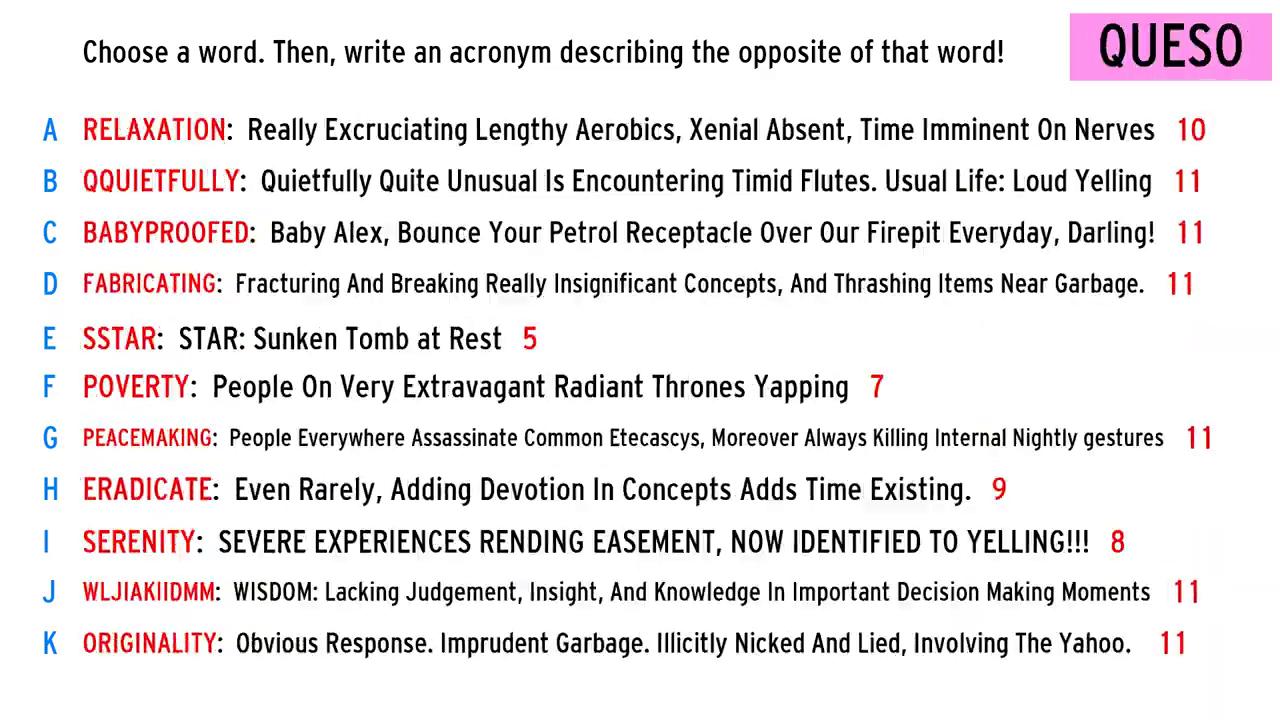 Choose a word. Then, write an acronym describing the opposite of that word!
QUESO
A RELAXATION: Really Excruciating Lengthy Aerobics, Xenial Absent, Time Imminent On Nerves 10
B QQUIETFULLY: Quietfully Quite Unusual Is Encountering Timid Flutes. Usual Life: Loud Yelling 11
C BABYPROOFED: Baby Alex, Bounce Your Petrol Receptacle Over Our Firepit Everyday, Darling! 11
D FABRICATING: Fracturing And Breaking Really Insignificant Concepts, And Thrashing Items Near Garbage. 11
E SSTAR: STAR: Sunken Tomb at Rest 5
F POVERTY: People On Very Extravagant Radiant Thrones Yapping 7
G PEACEMAKING: People Everywhere Assassinate Common Etecascys, Moreover Always Killing Internal Nightly gestures 11
H ERADICATE: Even Rarely, Adding Devotion In Concepts Adds Time Existing. 9
I SERENITY: SEVERE EXPERIENCES RENDING EASEMENT, NOW IDENTIFIED TO YELLING!!! 8
J WLJIAKIIDMM: WISDOM: Lacking Judgement, Insight, And Knowledge In Important Decision Making Moments 11
K ORIGINALITY: Obvious Response. Imprudent Garbage. Illicitly Nicked And Lied, Involving The Yahoo. 11